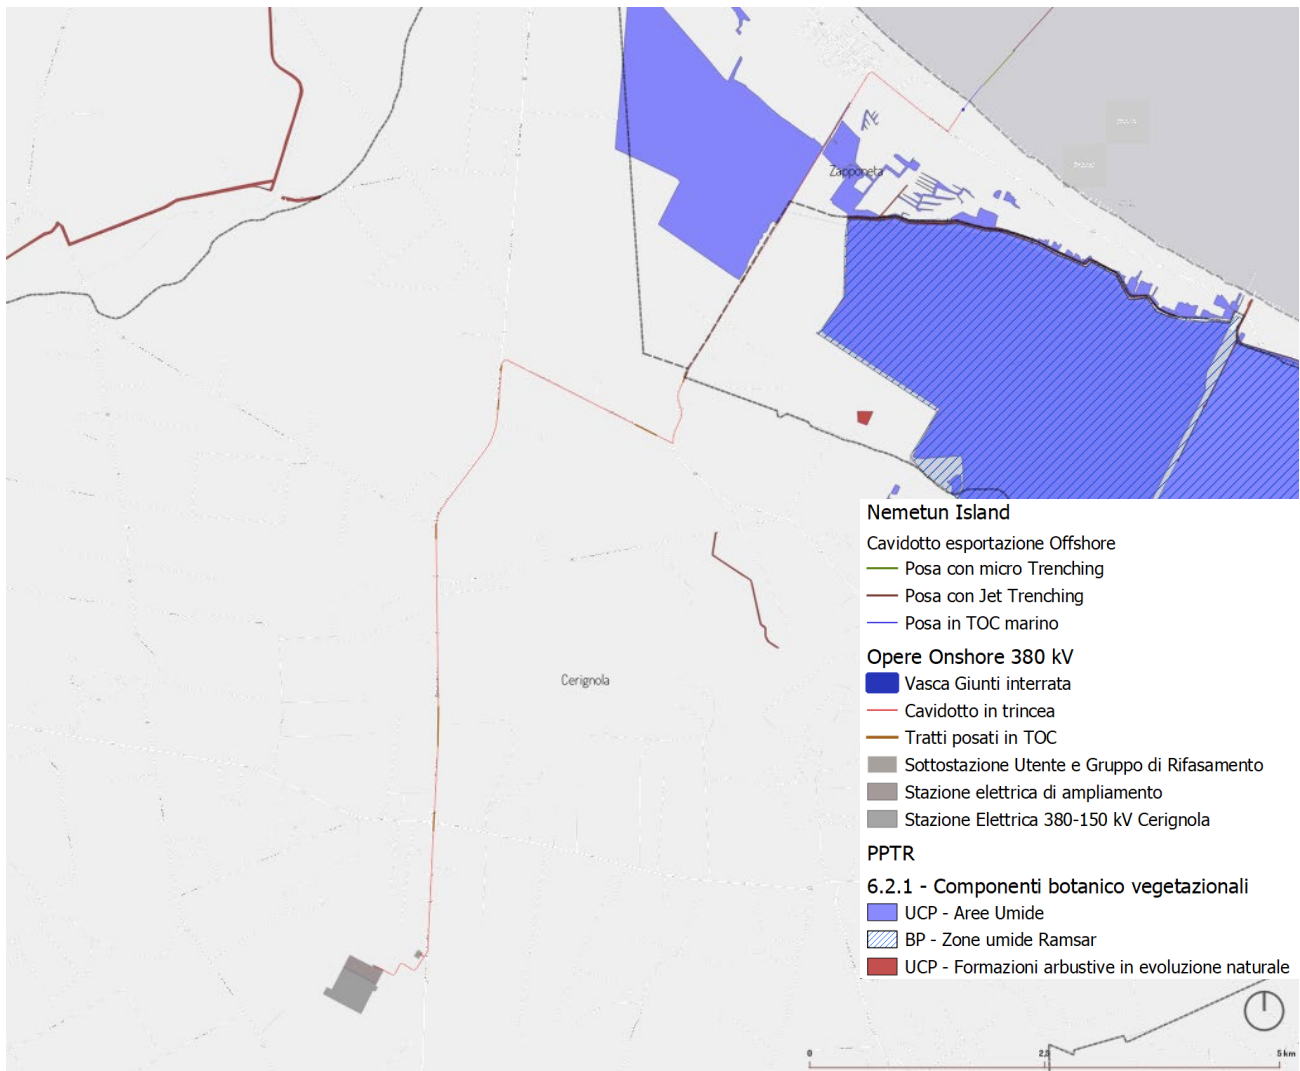 Zapponeta
Cerignola
Nemetun Island
Cavidotto esportazione Offshore
Posa con micro Trenching
Posa con Jet Trenching
Posa in TOC marino
Opere Onshore 380 kV
Vasca Giunti interrata
Cavidotto in trincea
Tratti posati in TOC
Sottostazione Utente e Gruppo di Rifasamento
Stazione elettrica di ampliamento
Stazione Elettrica 380-150 kV Cerignola
PPTR
6.2.1 - Componenti botanico vegetazionali
UCP - Aree Umide
BP - Zone umide Ramsar
UCP - Formazioni arbustive in evoluzione naturale
0 2,5 5 km